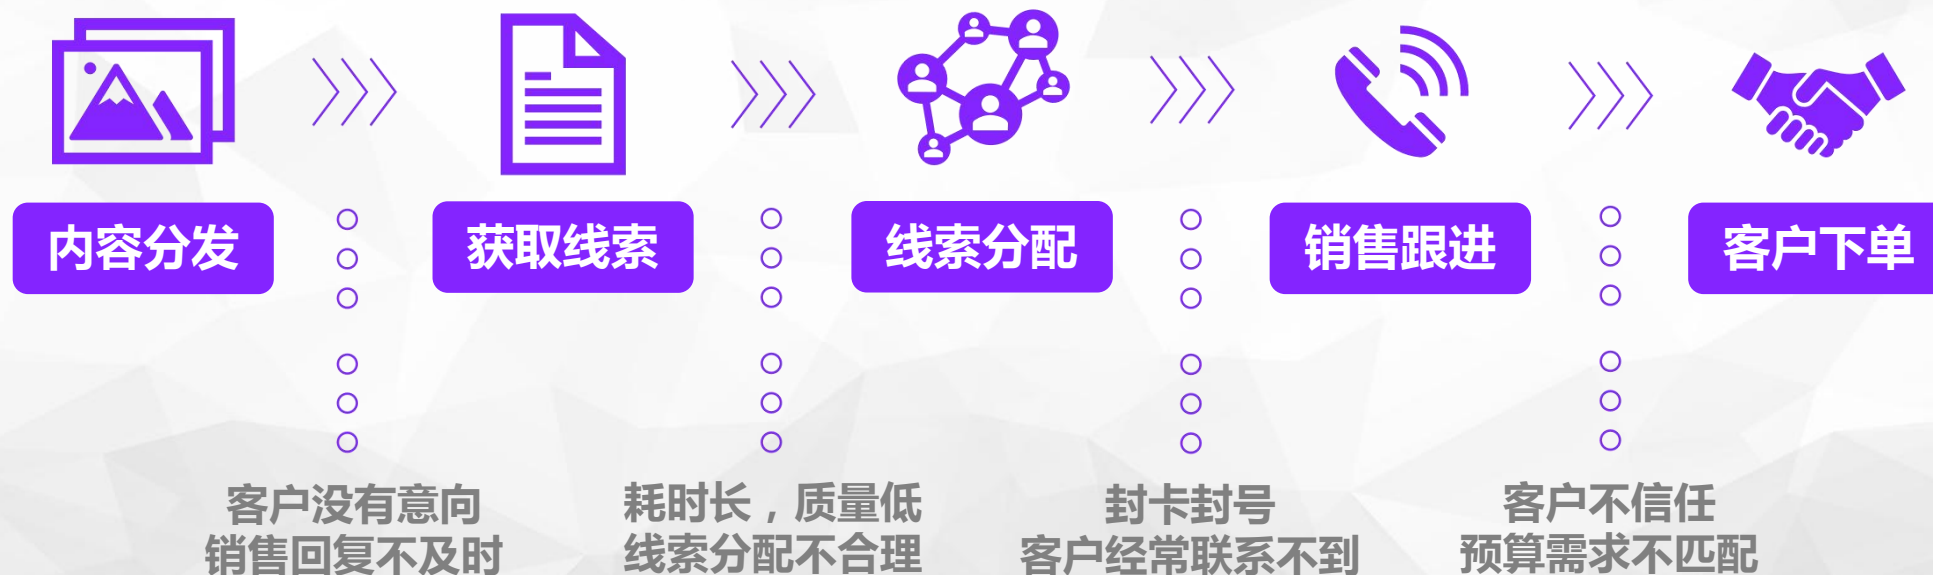 内容分发
获取线索
线索分配
销售跟进
客户下单
客户没有意向
销售回复不及时
耗时长，质量低
线索分配不合理
封卡封号
客户经常联系不到
客户不信任
预算需求不匹配